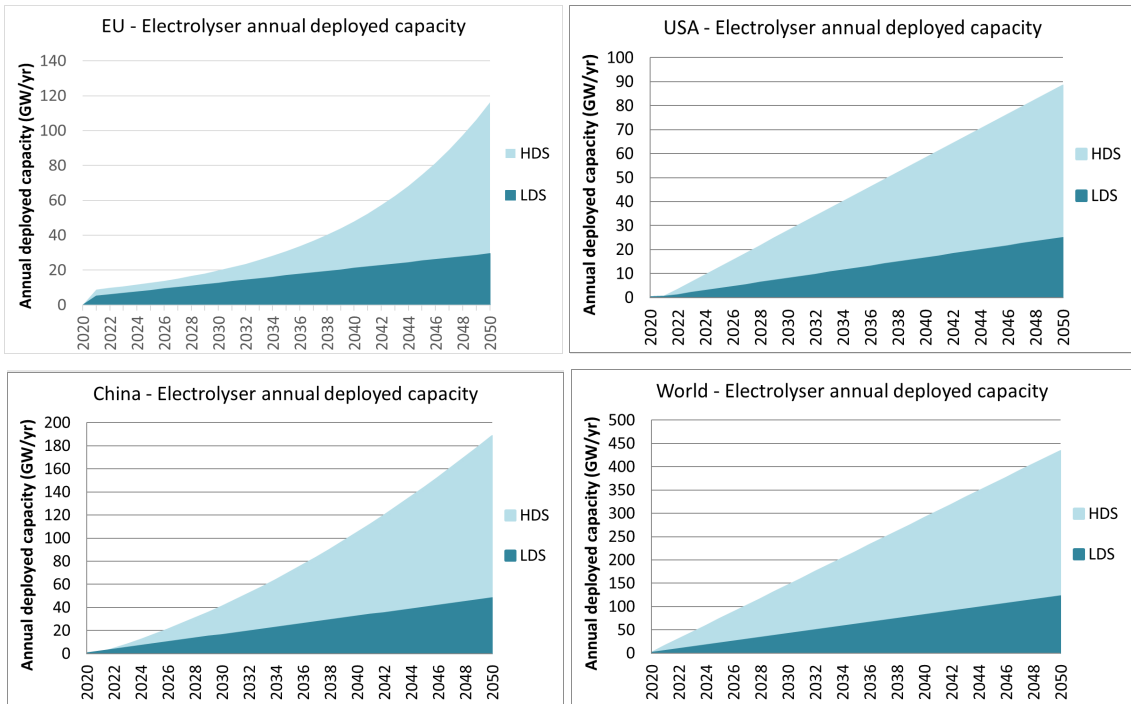 EU - Electrolyser annual deployed capacity
Annual deployed capacity (GW/yr)
140
120
100
80
60
40
20
0
2020 2022 2024 2026 2028 2030 2032 2034 2036 2038 2040 2042 2044 2046 2048 2050
HDS
LDS
USA - Electrolyser annual deployed capacity
Annual deployed capacity (GW/yr)
100
90
80
70
60
50
40
30
20
10
0
2020 2022 2024 2026 2028 2030 2032 2034 2036 2038 2040 2042 2044 2046 2048 2050
HDS
LDS
China - Electrolyser annual deployed capacity
Annual deployed capacity (GW/yr)
200
180
160
140
120
100
80
60
40
20
0
2020 2022 2024 2026 2028 2030 2032 2034 2036 2038 2040 2042 2044 2046 2048 2050
HDS
LDS
World - Electrolyser annual deployed capacity
Annual deployed capacity (GW/yr)
500
450
400
350
300
250
200
150
100
50
0
2020 2022 2024 2026 2028 2030 2032 2034 2036 2038 2040 2042 2044 2046 2048 2050
HDS
LDS